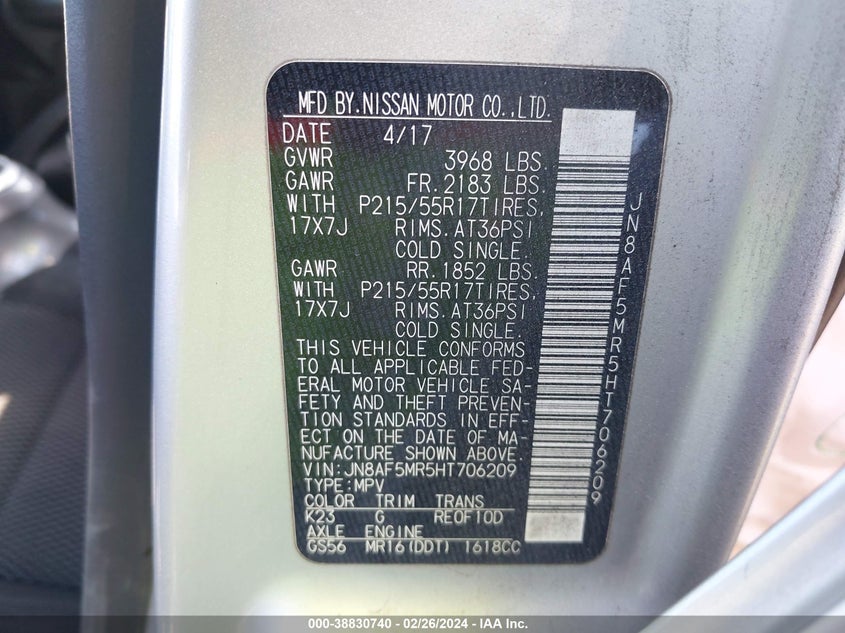 MFD BY.NISSAN MOTOR CO.,LTD.
DATE 4/17
GVWR 3968 LBS.
GAWR FR.2183 LBS.
WITH P215/55R17TIRES,
17X7J RIMS.AT36PSI
COLD SINGLE.
GAWR RR.1852 LBS.
WITH P215/55R17TIRES,
17X7J RIMS.AT36PSI
COLD SINGLE.
THIS VEHICLE CONFORMS
TO ALL APPLICABLE FED-
ERAL MOTOR VEHICLE SA-
FETY AND THEFT PREVEN-
TION STANDARDS IN EFF-
ECT ON THE DATE OF MA-
NUFACTURE SHOWN ABOVE.
VIN:JN8AF5MR5HT706209
TYPE:MPV
COLOR TRIM TRANS
K23 G RE0F10D
AXLE ENGINE
GS56 MR16(DDT) 1618CC
JN8AF5MR5HT706209
000-38830740 - 02/26/2024 - IAA Inc.